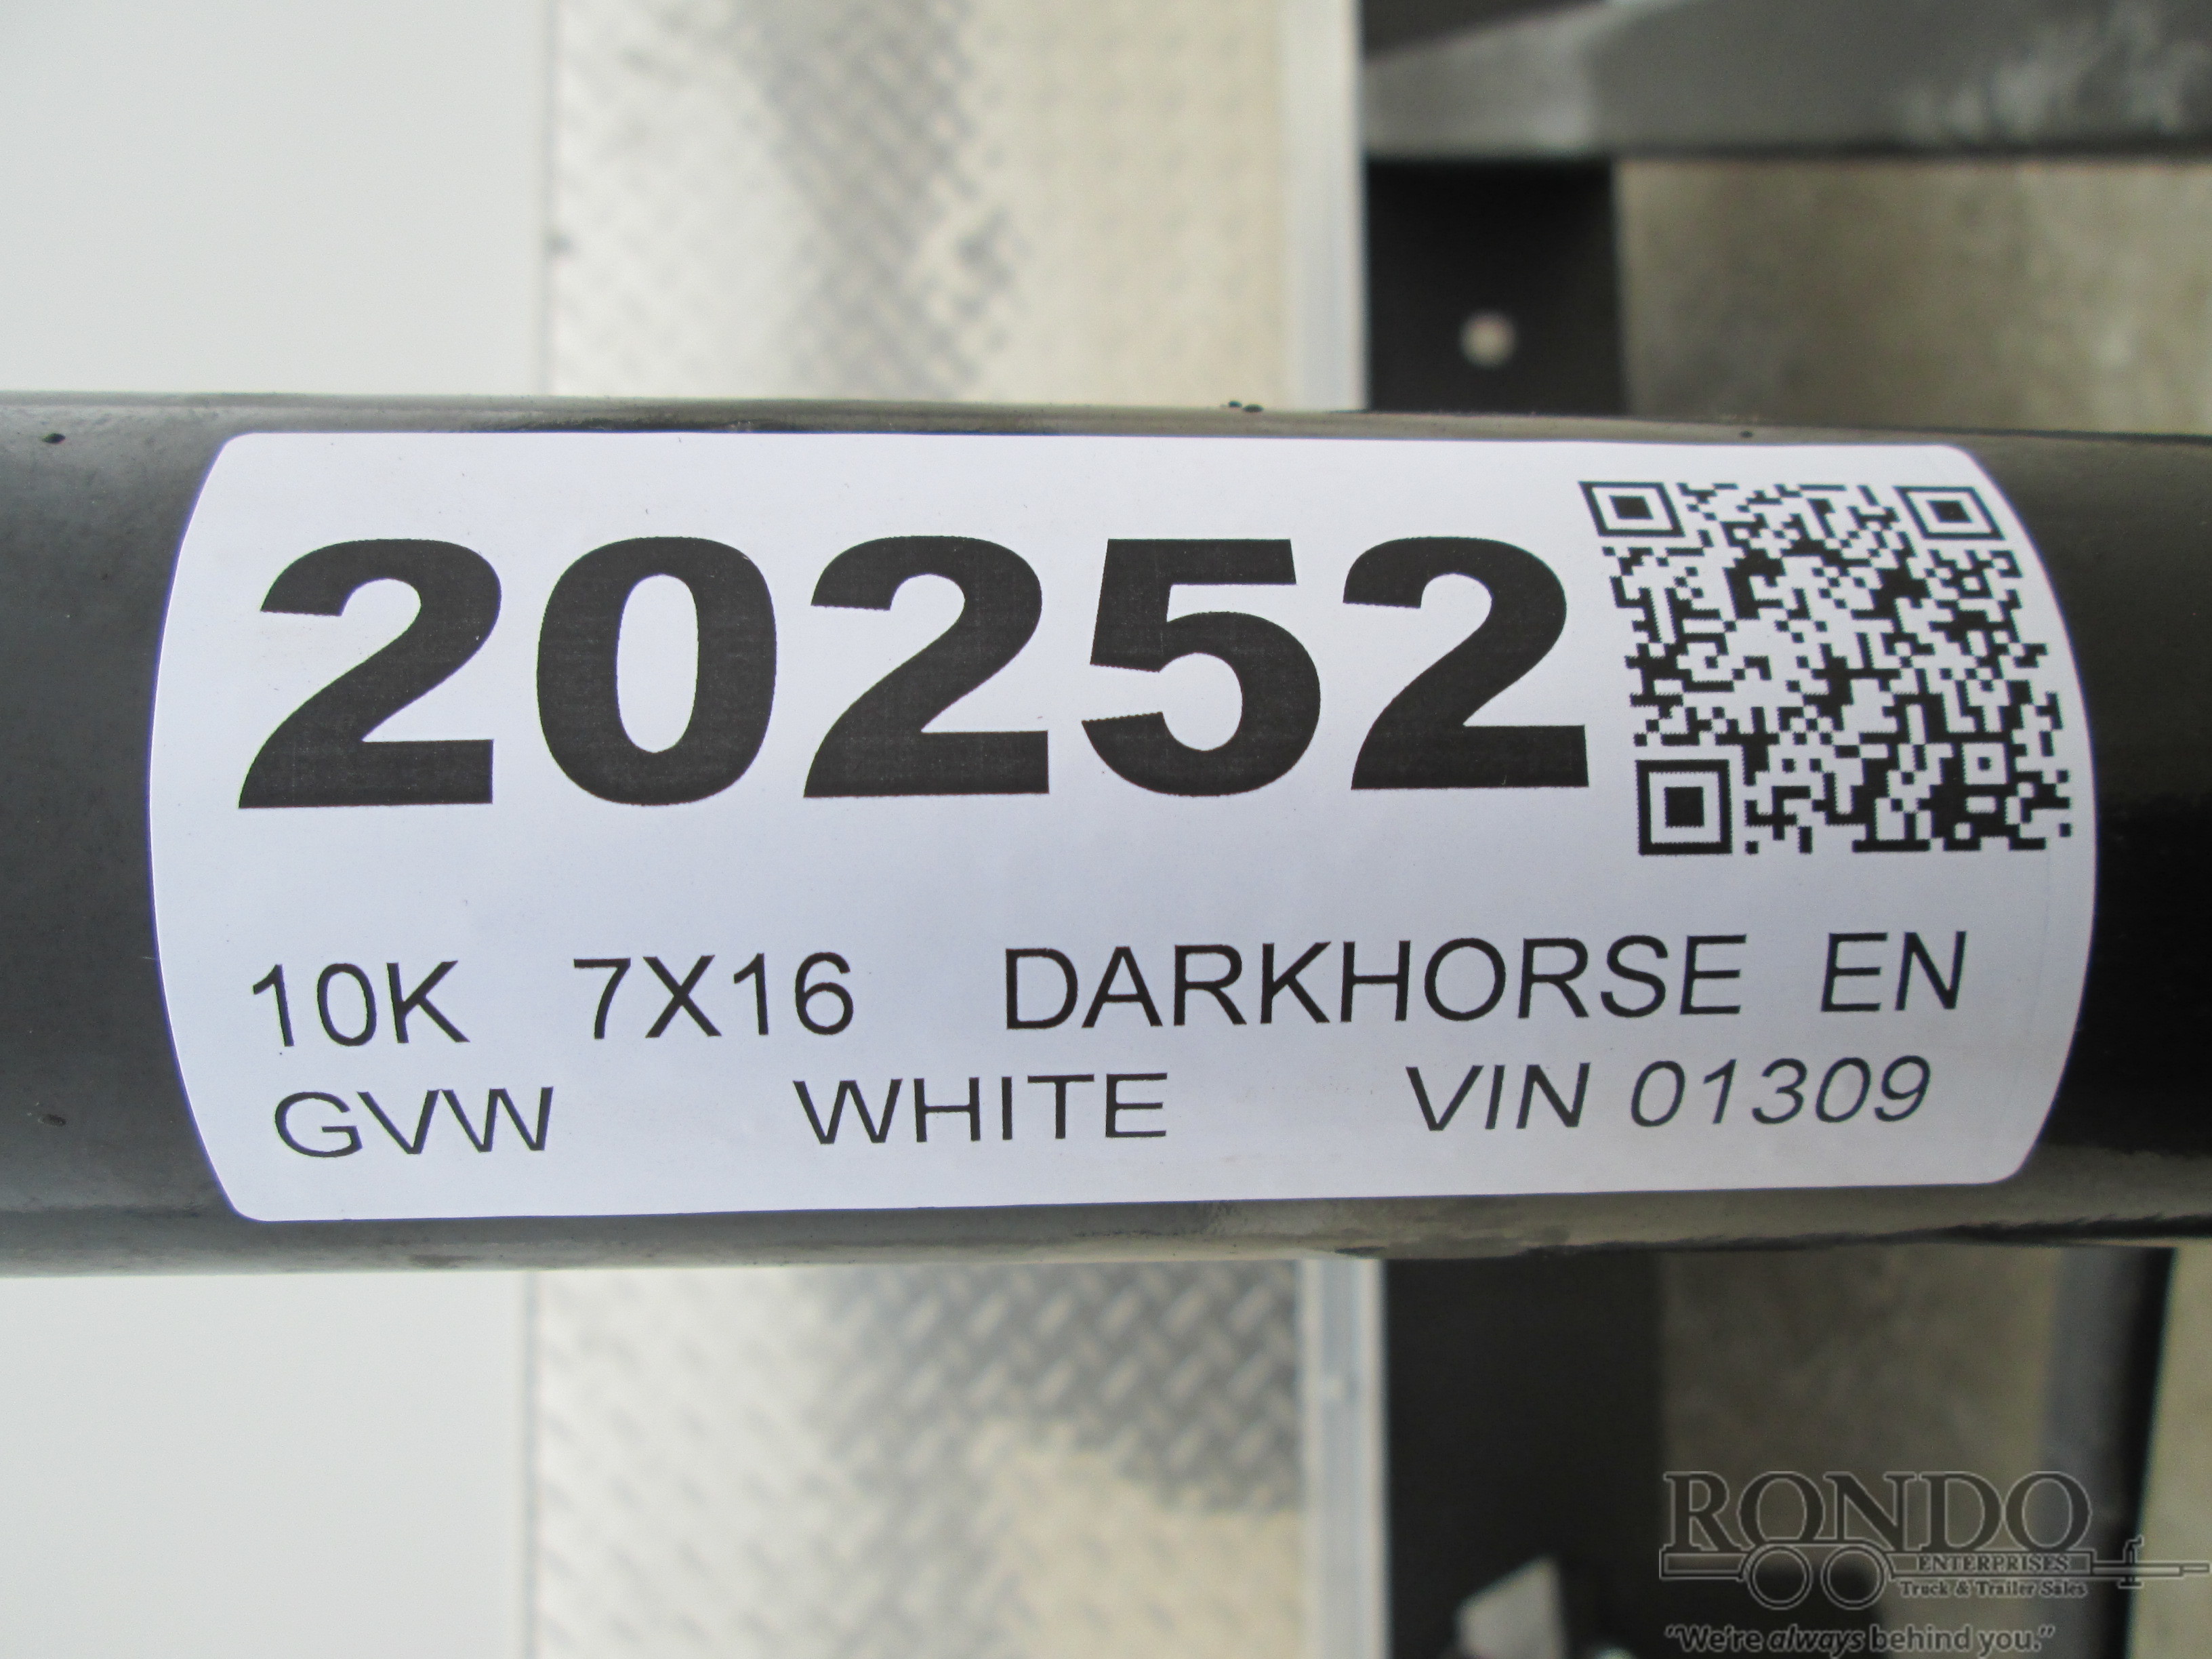 20252
10K 7X16 DARKHORSE EN
GVW WHITE VIN 01309
RONDO
ENTERPRISES
Truck & Trailer Sales
"We're always behind you."